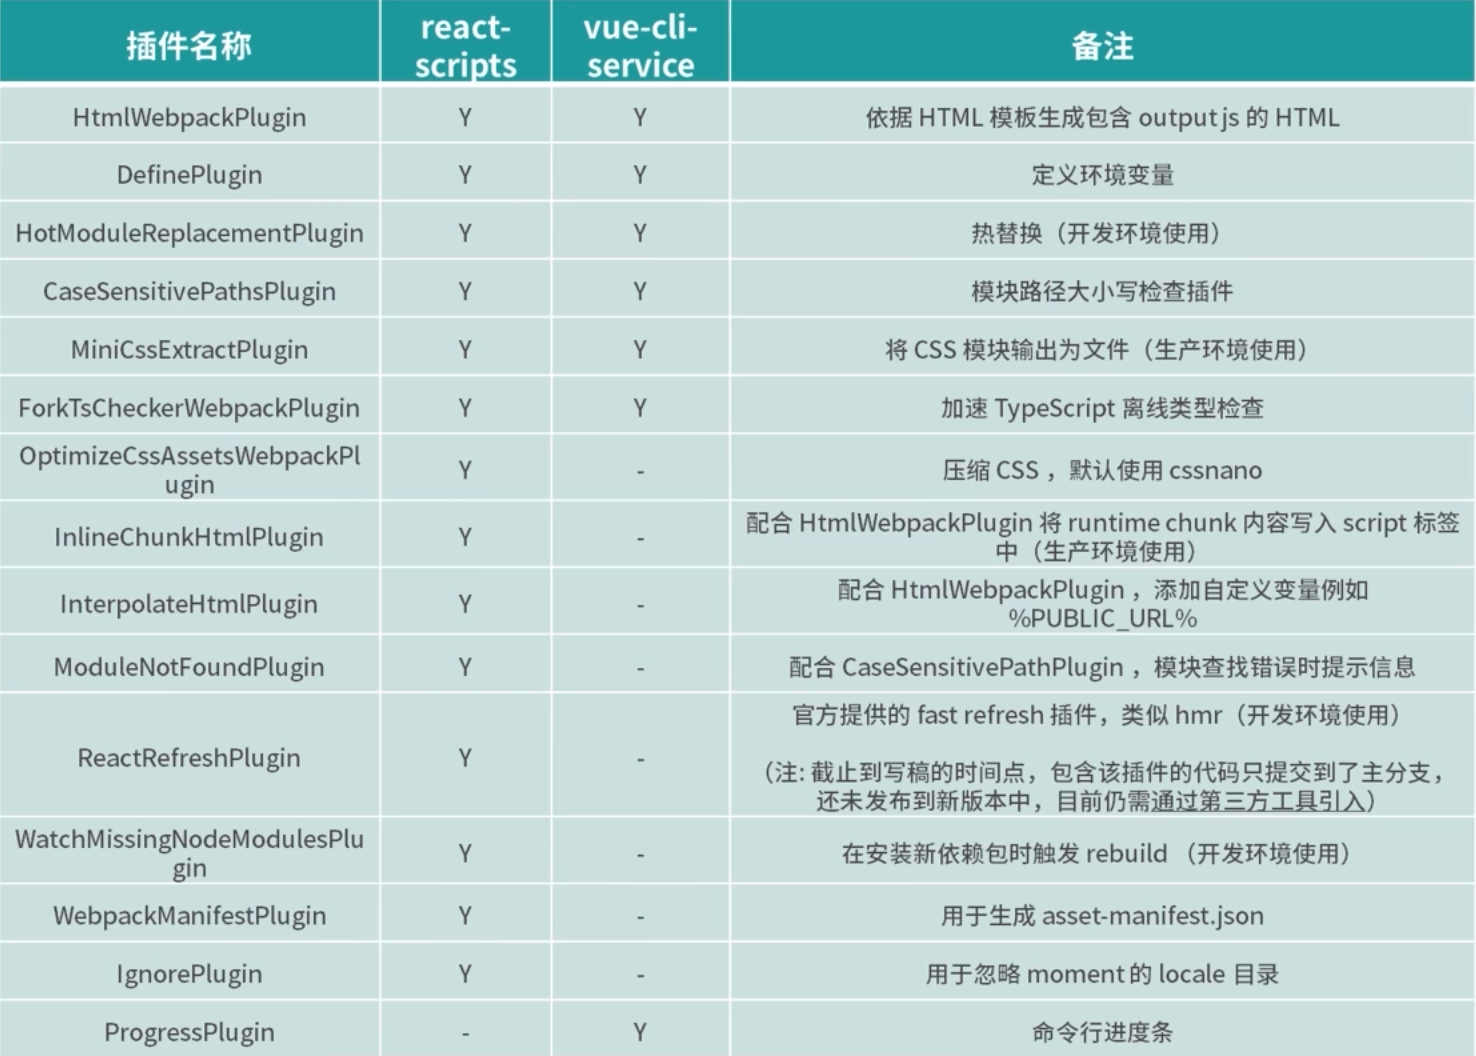 插件名称 react-scripts vue-cli-service 备注
HtmlWebpackPlugin Y Y 依据 HTML 模板生成包含 output js 的 HTML
DefinePlugin Y Y 定义环境变量
HotModuleReplacementPlugin Y Y 热替换（开发环境使用）
CaseSensitivePathsPlugin Y Y 模块路径大小写检查插件
MiniCssExtractPlugin Y Y 将 CSS 模块输出为文件（生产环境使用）
ForkTsCheckerWebpackPlugin Y Y 加速 TypeScript 离线类型检查
OptimizeCssAssetsWebpackPl
ugin Y - 压缩 CSS ，默认使用 cssnano
InlineChunkHtmlPlugin Y - 配合 HtmlWebpackPlugin 将 runtime chunk 内容写入 script 标签
中（生产环境使用）
InterpolateHtmlPlugin Y - 配合 HtmlWebpackPlugin ，添加自定义变量例如
%PUBLIC_URL%
ModuleNotFoundPlugin Y - 配合 CaseSensitivePathPlugin ，模块查找错误时提示信息
ReactRefreshPlugin Y - 官方提供的 fast refresh 插件，类似 hmr（开发环境使用）
（注: 截止到写稿的时间点，包含该插件的代码只提交到了主分支，
还未发布到新版本中，目前仍需通过第三方工具引入）
WatchMissingNodeModulesPlu
gin Y - 在安装新依赖包时触发 rebuild （开发环境使用）
WebpackManifestPlugin Y - 用于生成 asset-manifest.json
IgnorePlugin Y - 用于忽略 moment 的 locale 目录
ProgressPlugin - Y 命令行进度条